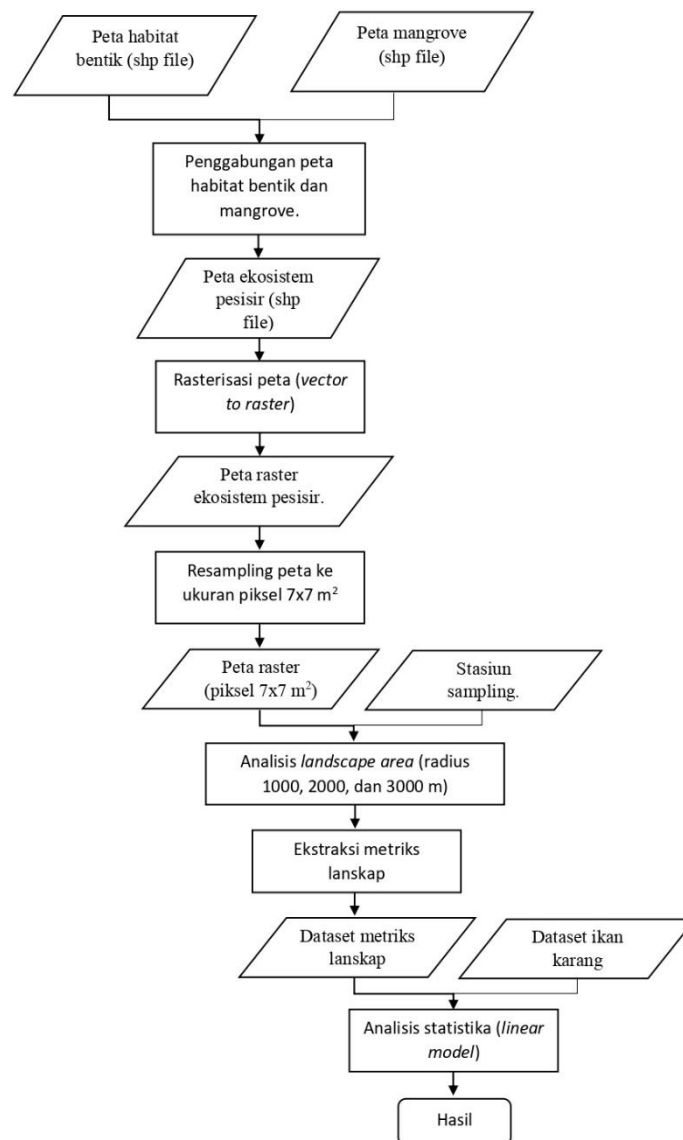 Peta habitat
bentik (shp file)
Peta mangrove
(shp file)
Penggabungan peta
habitat bentik dan
mangrove.
Peta ekosistem
pesisir (shp
file)
Rasterisasi peta (vector
to raster)
Peta raster
ekosistem pesisir.
Resampling peta ke
ukuran piksel 7x7 m²
Peta raster
(piksel 7x7 m²)
Stasiun
sampling.
Analisis landscape area (radius
1000, 2000, dan 3000 m)
Ekstraksi metriks
lanskap
Dataset metriks
lanskap
Dataset ikan
karang
Analisis statistika (linear
model)
Hasil